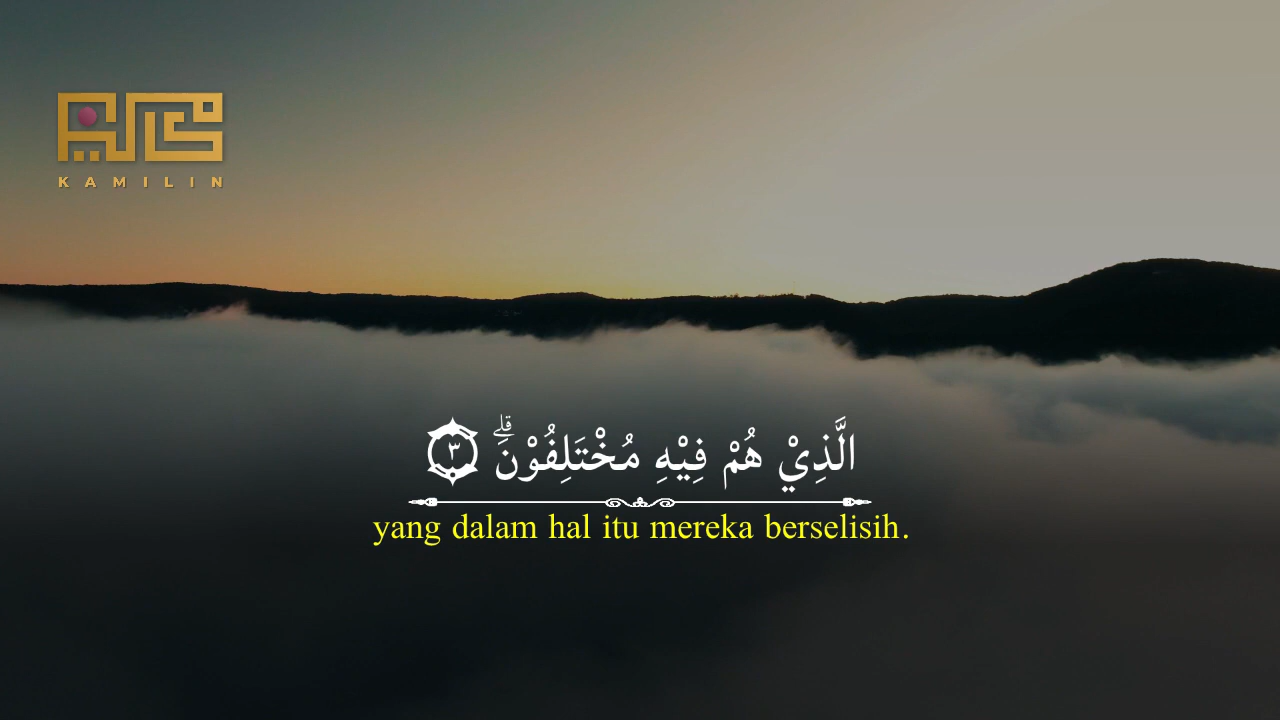 KAMILIN
الَّذِيْ هُمْ فِيْهِ مُخْتَلِفُوْنَۗ ٣
yang dalam hal itu mereka berselisih.